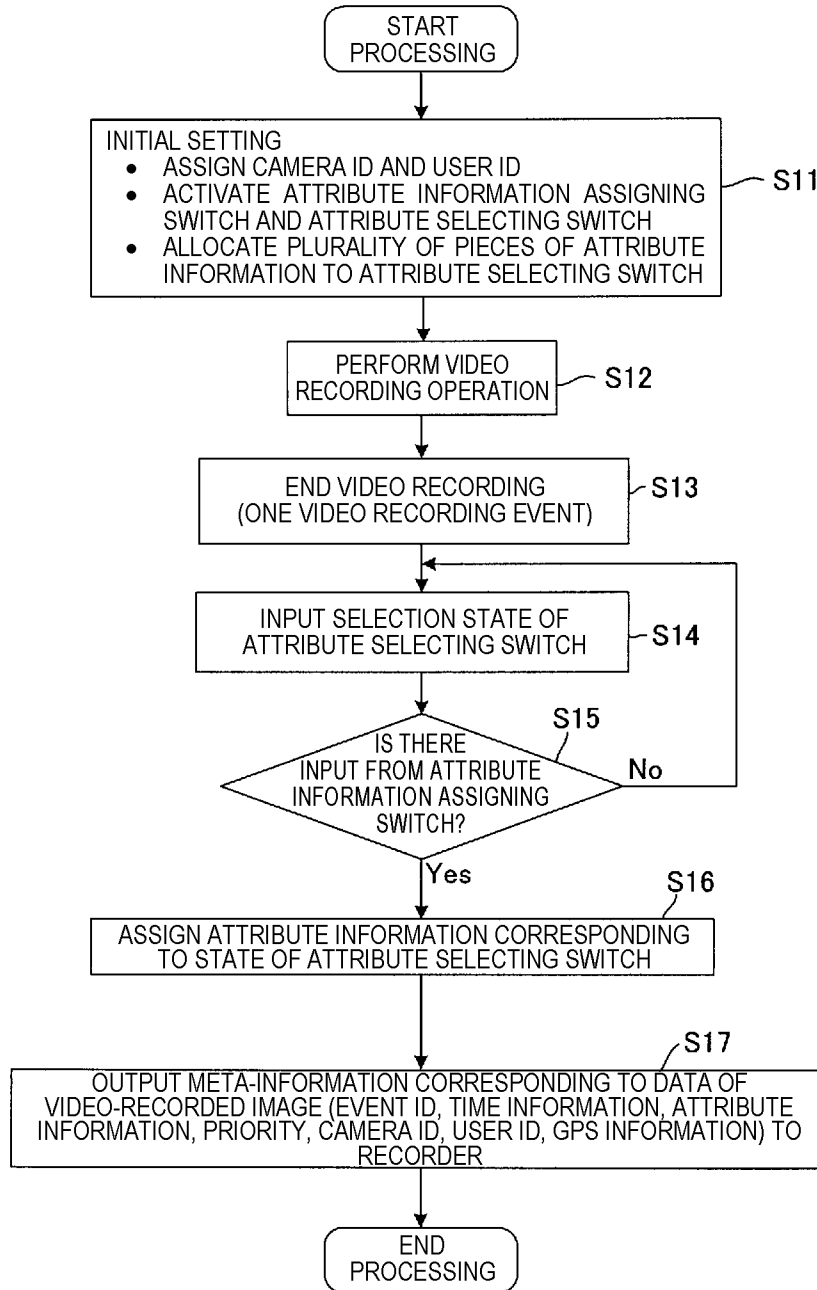 START
PROCESSING
INITIAL SETTING
● ASSIGN CAMERA ID AND USER ID
● ACTIVATE ATTRIBUTE INFORMATION ASSIGNING
SWITCH AND ATTRIBUTE SELECTING SWITCH
● ALLOCATE PLURALITY OF PIECES OF ATTRIBUTE
INFORMATION TO ATTRIBUTE SELECTING SWITCH
S11
PERFORM VIDEO
RECORDING OPERATION
S12
END VIDEO RECORDING
(ONE VIDEO RECORDING EVENT)
S13
INPUT SELECTION STATE OF
ATTRIBUTE SELECTING SWITCH
S14
S15
IS THERE
INPUT FROM ATTRIBUTE
INFORMATION ASSIGNING
SWITCH?
No
Yes
S16
ASSIGN ATTRIBUTE INFORMATION CORRESPONDING
TO STATE OF ATTRIBUTE SELECTING SWITCH
S17
OUTPUT META-INFORMATION CORRESPONDING TO DATA OF
VIDEO-RECORDED IMAGE (EVENT ID, TIME INFORMATION, ATTRIBUTE
INFORMATION, PRIORITY, CAMERA ID, USER ID, GPS INFORMATION) TO
RECORDER
END
PROCESSING